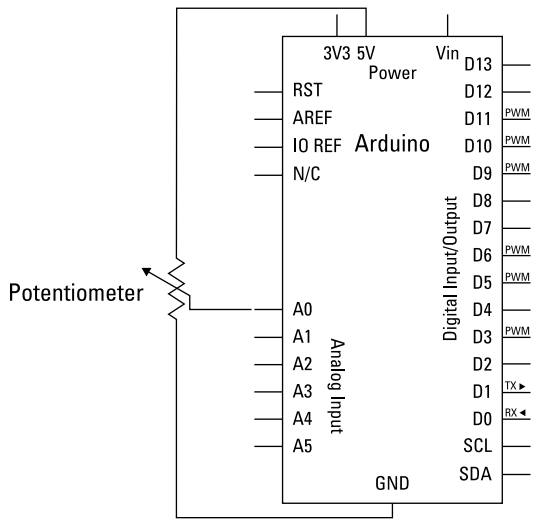 3V3 5V
Vin
Power
Arduino
RST
AREF
IO REF
N/C
Potentiometer
A0
A1
A2
A3
A4
A5
Analog Input
D13
D12
D11 PWM
D10 PWM
D9 PWM
D8
D7
D6 PWM
D5 PWM
D4
D3 PWM
D2
D1 TX ▶
D0 RX ◀
SCL
SDA
Digital Input/Output
GND